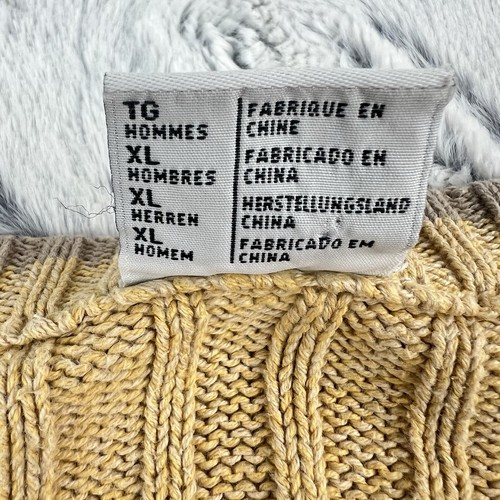 TG
HOMMES
XL
HOMBRES
XL
HERREN
XL
HOMEM
FABRIQUE EN
CHINE
FABRICADO EN
CHINA
HERSTELLUNGSLAND
CHINA
FABRICADO EM
CHINA